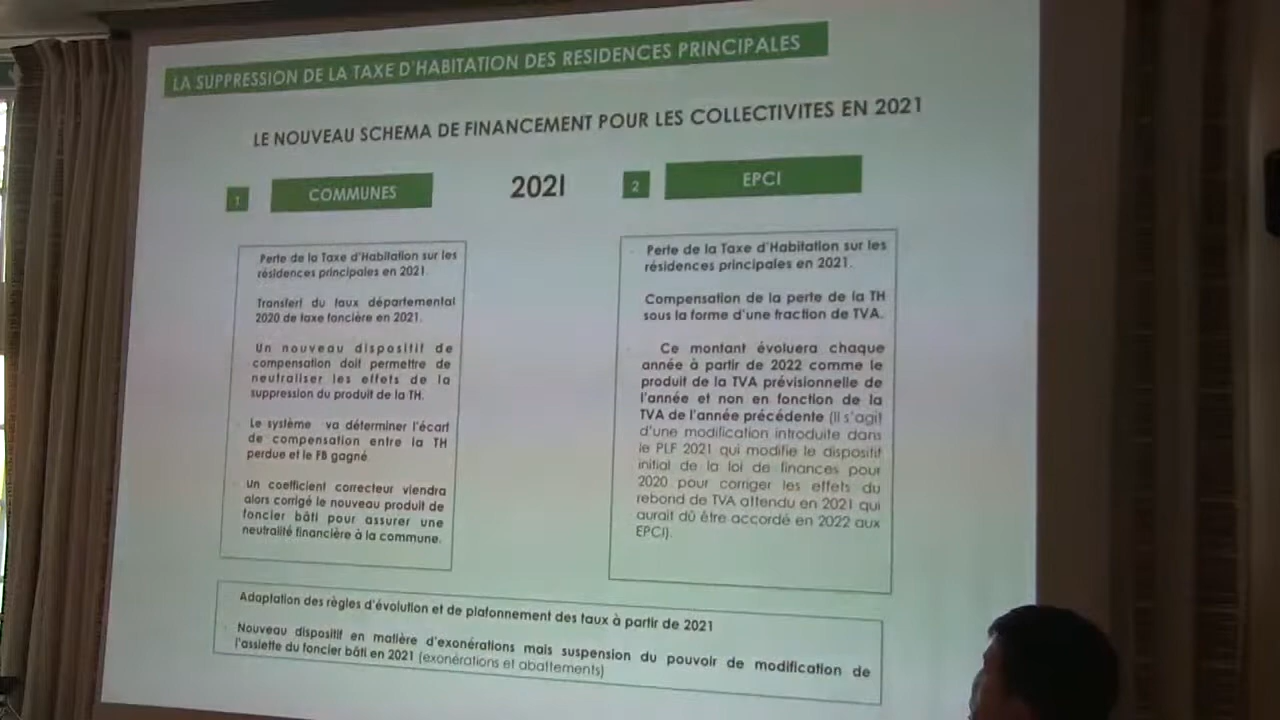 LA SUPPRESSION DE LA TAXE D'HABITATION DES RESIDENCES PRINCIPALES
LE NOUVEAU SCHEMA DE FINANCEMENT POUR LES COLLECTIVITES EN 2021
1
COMMUNES
2021
2
EPCI
Perte de la Taxe d'Habitation sur les
résidences principales en 2021.
Transfert du taux départemental
2020 de taxe foncière en 2021.
Un nouveau dispositif de
compensation doit permettre de
neutraliser les effets de la
suppression du produit de la TH.
Le système va déterminer l'écart
de compensation entre la TH
perdue et le FB gagné
Un coefficient correcteur viendra
alors corrigé le nouveau produit de
foncier bâti pour assurer une
neutralité financière à la commune.
Perte de la Taxe d'Habitation sur les
résidences principales en 2021.
Compensation de la perte de la TH
sous la forme d'une fraction de TVA.
Ce montant évoluera chaque
année à partir de 2022 comme le
produit de la TVA prévisionnelle de
l'année et non en fonction de la
TVA de l'année précédente (Il s'agit
d'une modification introduite dans
le PLF 2021 qui modifie le dispositif
initial de la loi de finances pour
2020 pour corriger les effets du
rebond de TVA attendu en 2021 qui
aurait dû être accordé en 2022 aux
EPCI).
Adaptation des règles d'évolution et de plafonnement des taux à partir de 2021
Nouveau dispositif en matière d'exonérations mais suspension du pouvoir de modification de
l'assiette du foncier bâti en 2021 (exonérations et abattements)